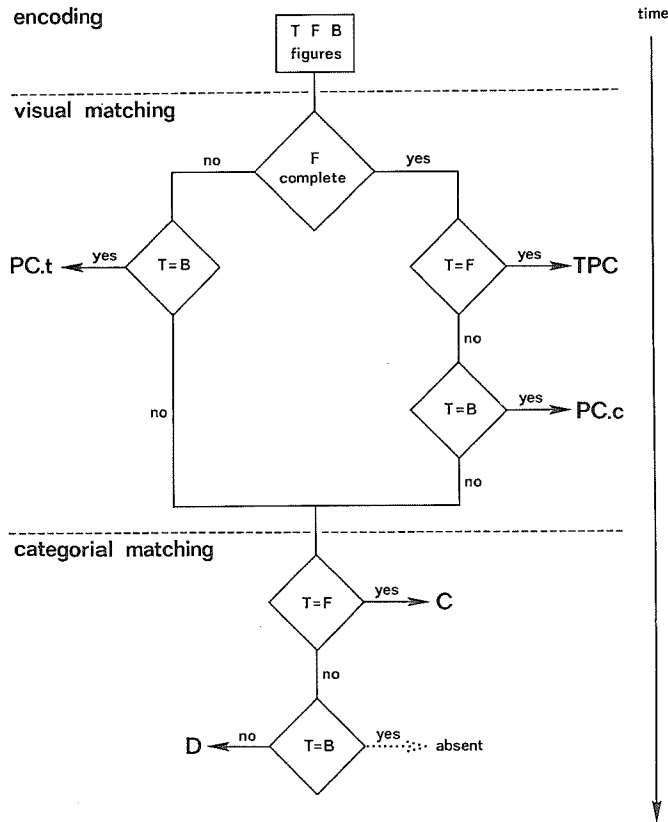 encoding
time
T F B
figures
visual matching
no
F
complete
yes
PC.t
yes
T=B
T=F
yes
TPC
no
no
T=B
yes
PC.c
no
categorial matching
T=F
yes
C
no
D
no
T=B
yes
absent